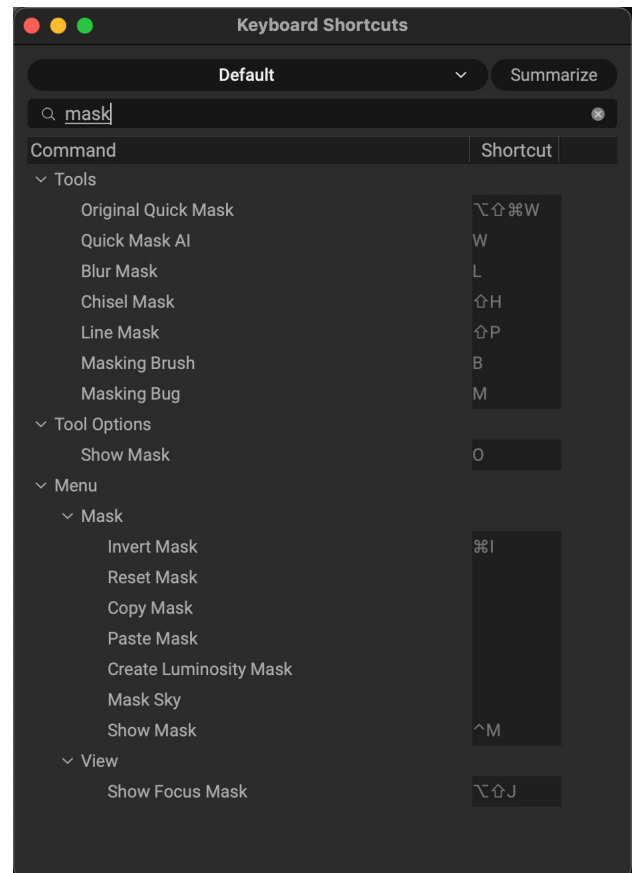 Keyboard Shortcuts
Default
Summarize
mask
Command Shortcut
Tools
Original Quick Mask ⌥⇧⌘W
Quick Mask AI W
Blur Mask L
Chisel Mask ⇧H
Line Mask ⇧P
Masking Brush B
Masking Bug M
Tool Options
Show Mask O
Menu
Mask
Invert Mask ⌘I
Reset Mask
Copy Mask
Paste Mask
Create Luminosity Mask
Mask Sky
Show Mask ^M
View
Show Focus Mask ⌥⇧J